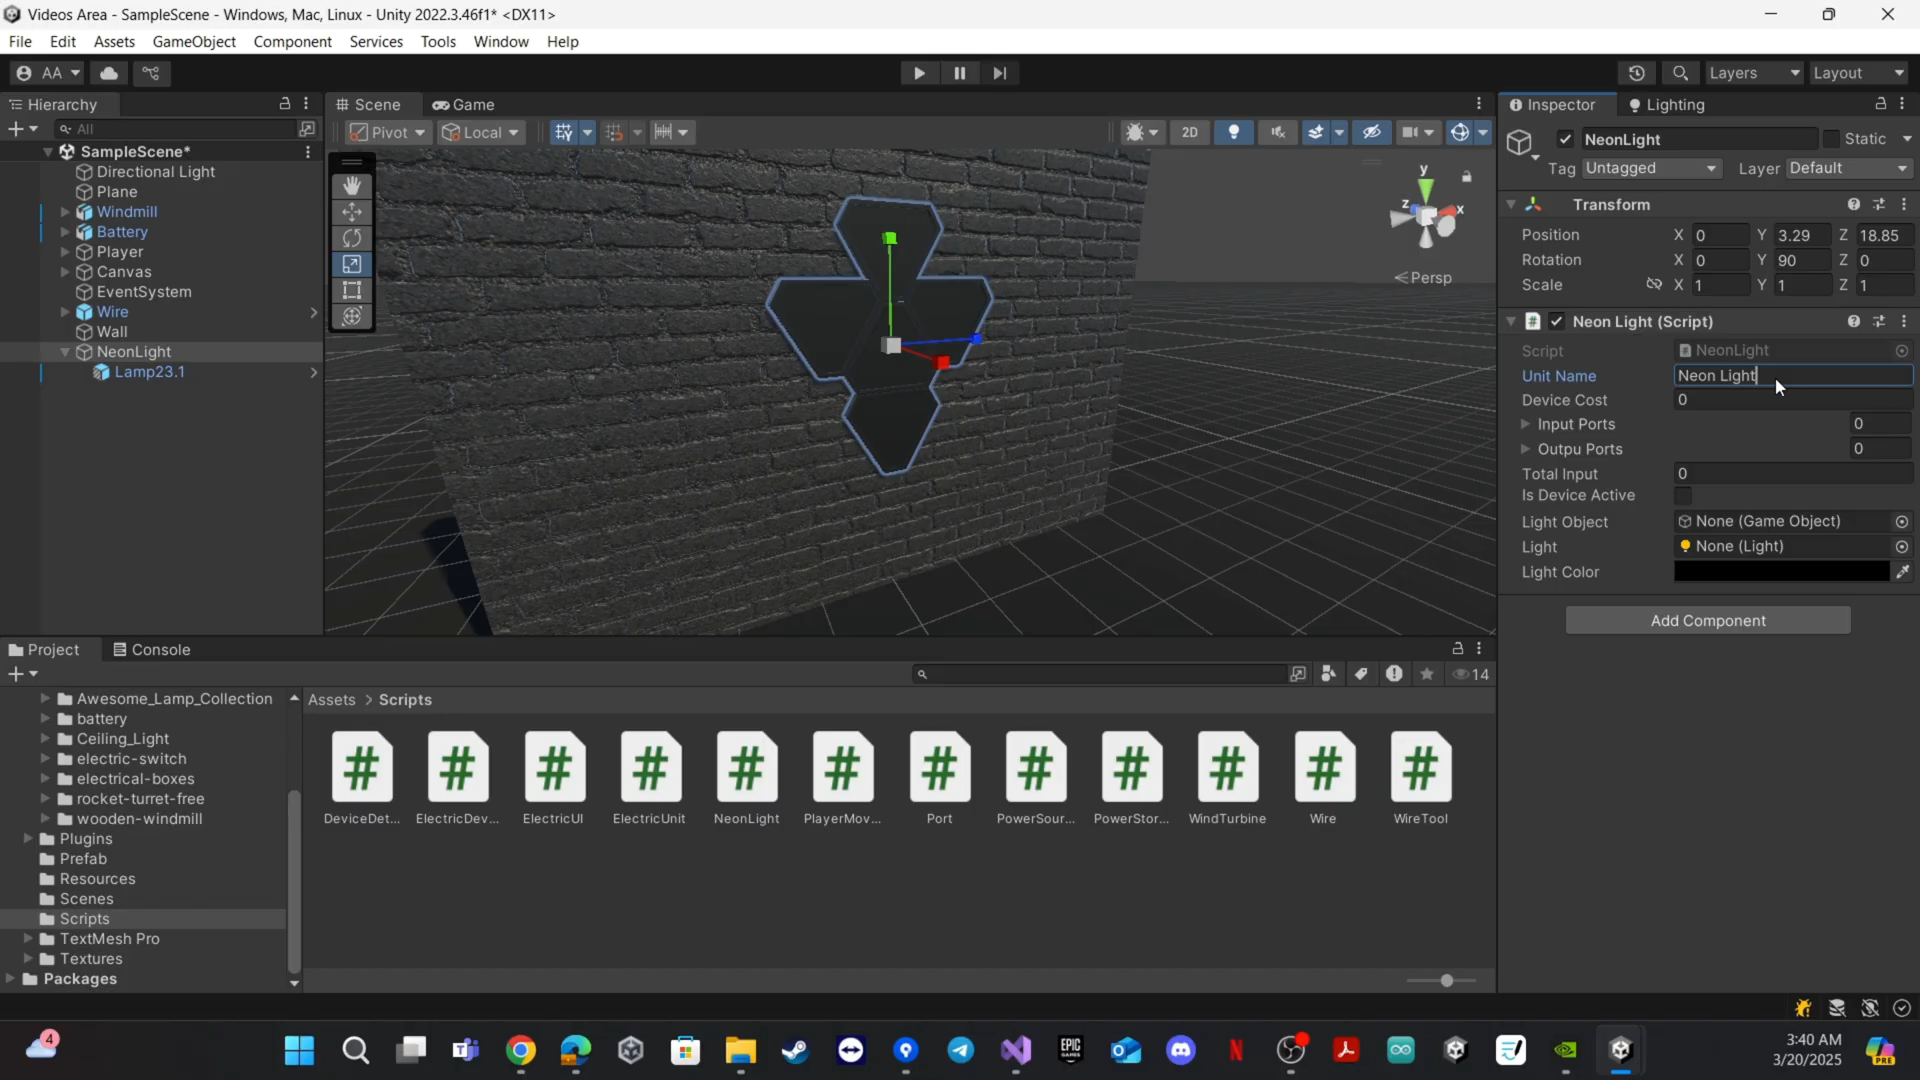 Videos Area - SampleScene - Windows, Mac, Linux - Unity 2022.3.46f1* <DX11>
File Edit Assets GameObject Component Services Tools Window Help
AA
Layers Layout
Hierarchy
All
SampleScene*
Directional Light
Plane
Windmill
Battery
Player
Canvas
EventSystem
Wire
Wall
NeonLight
Lamp23.1
Scene Game
Pivot Local 2D
y
z x
Persp
Inspector Lighting
NeonLight Static
Tag Untagged Layer Default
Transform
Position X 0 Y 3.29 Z 18.85
Rotation X 0 Y 90 Z 0
Scale X 1 Y 1 Z 1
# Neon Light (Script)
Script NeonLight
Unit Name Neon Light
Device Cost 0
Input Ports 0
Outpu Ports 0
Total Input 0
Is Device Active
Light Object None (Game Object)
Light None (Light)
Light Color
Add Component
Project Console
14
Awesome_Lamp_Collection
battery
Ceiling_Light
electric-switch
electrical-boxes
rocket-turret-free
wooden-windmill
Plugins
Prefab
Resources
Scenes
Scripts
TextMesh Pro
Textures
Packages
Assets > Scripts
# # # # # # # # # # # #
DeviceDet... ElectricDev... ElectricUI ElectricUnit NeonLight PlayerMov... Port PowerSour... PowerStor... WindTurbine Wire WireTool
4
EPIC GAMES
N
PRE
3:40 AM
3/20/2025